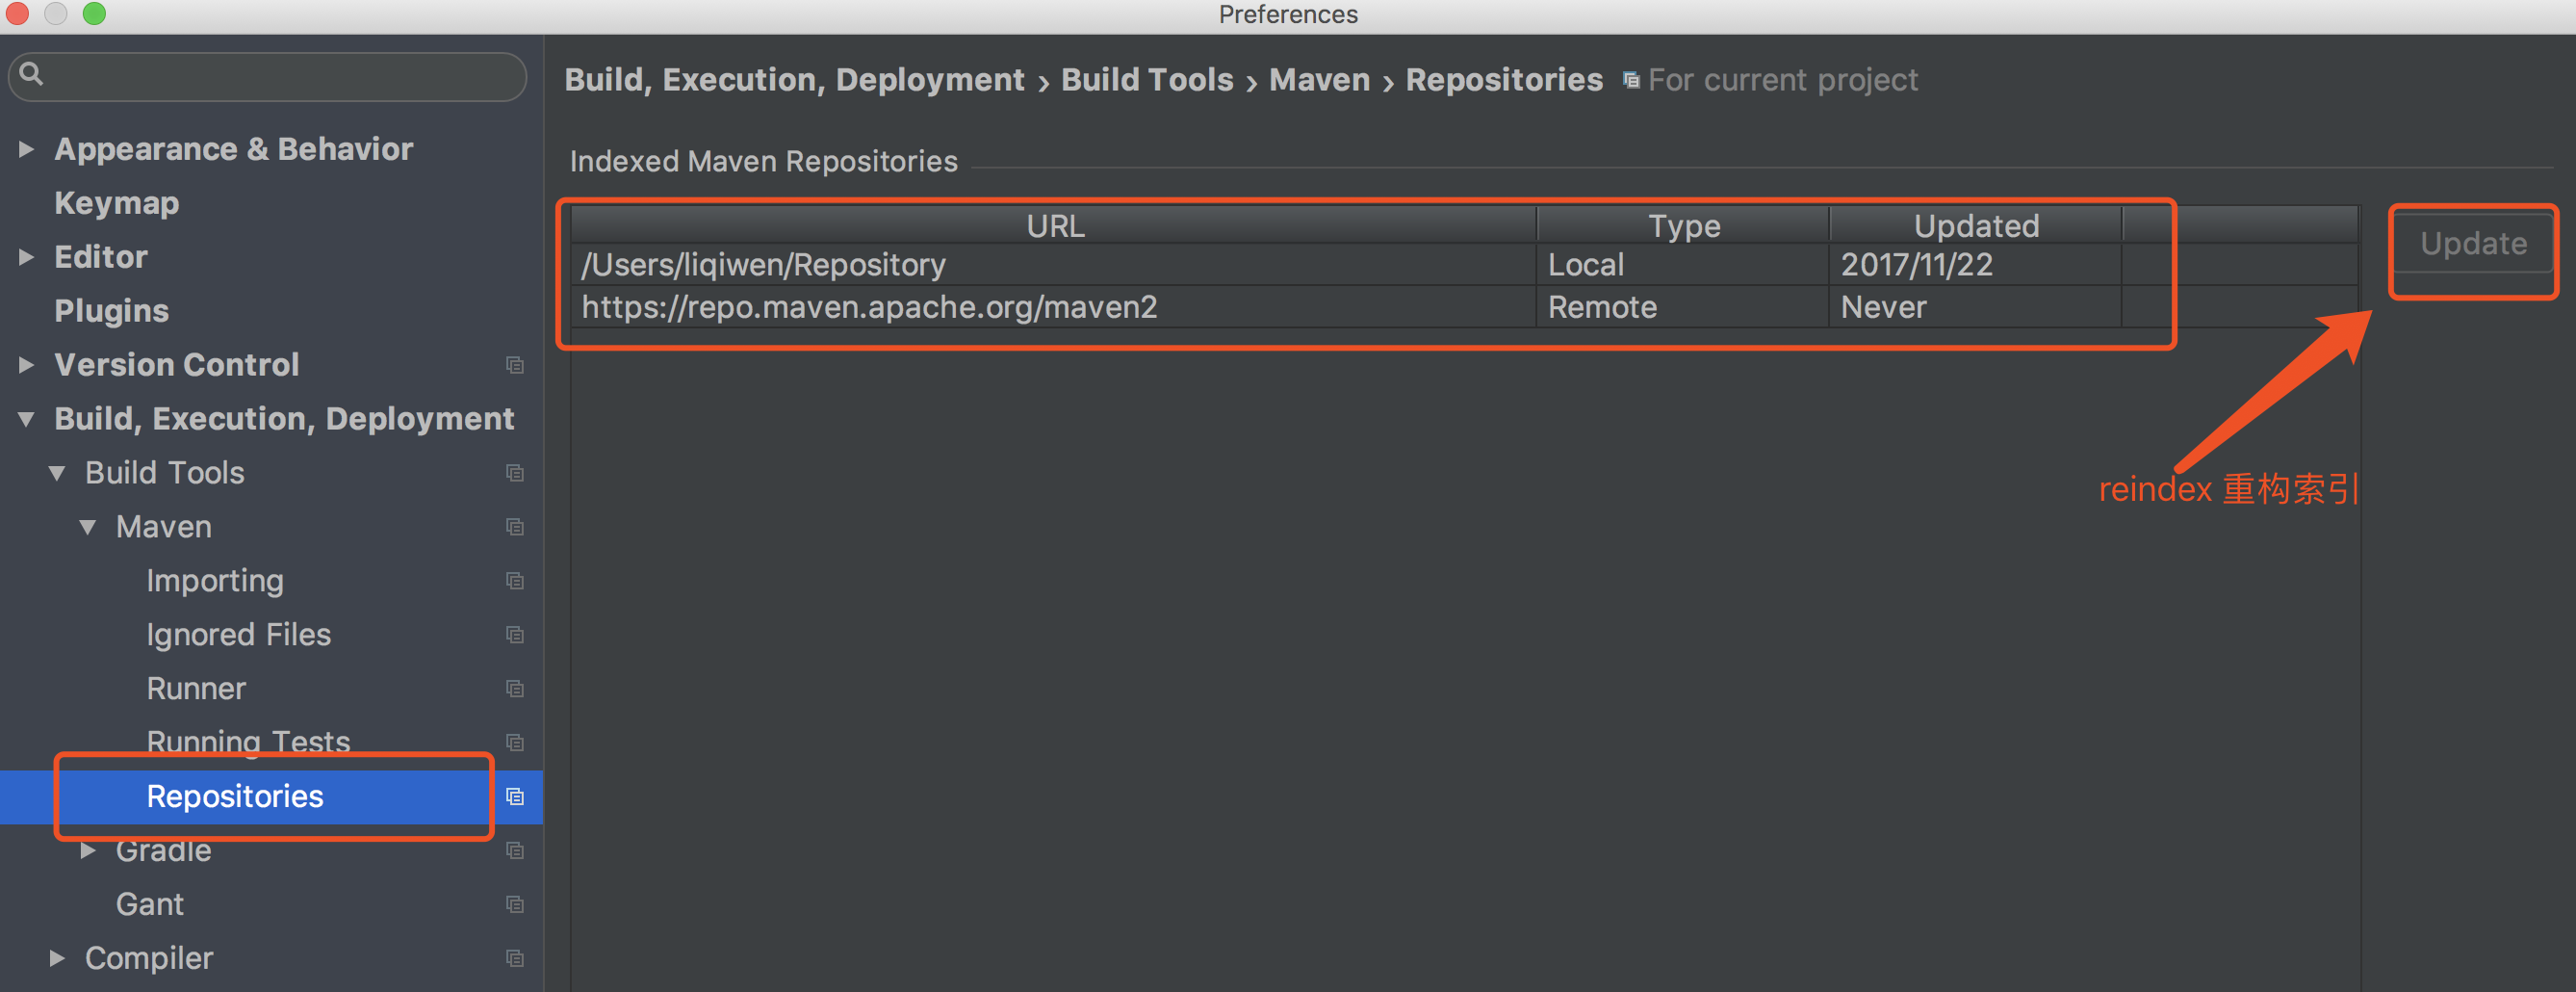 Preferences
Build, Execution, Deployment › Build Tools › Maven › Repositories For current project
Appearance & Behavior
Keymap
Editor
Plugins
Version Control
Build, Execution, Deployment
Build Tools
Maven
Importing
Ignored Files
Runner
Running Tests
Repositories
Gradle
Gant
Compiler
Indexed Maven Repositories
URL Type Updated
/Users/liqiwen/Repository Local 2017/11/22
https://repo.maven.apache.org/maven2 Remote Never
Update
reindex 重构索引